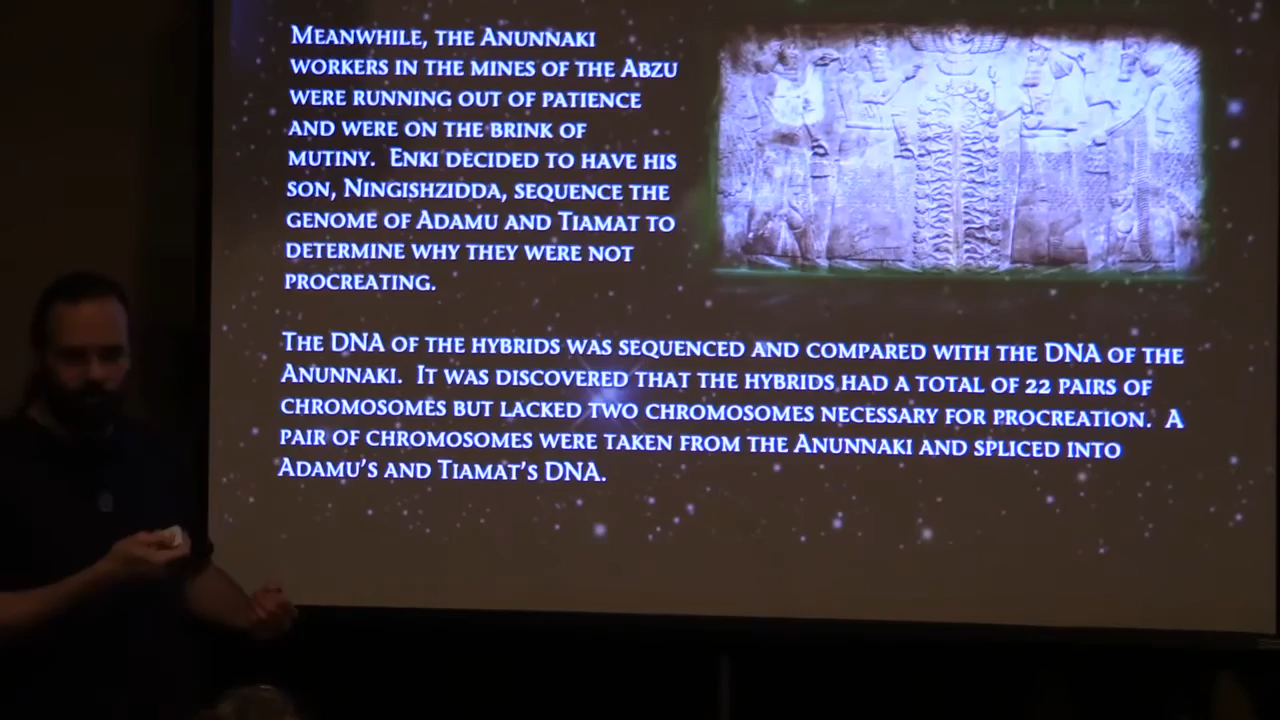 Meanwhile, the Anunnaki
workers in the mines of the Abzu
were running out of patience
and were on the brink of
mutiny. Enki decided to have his
son, Ningishzidda, sequence the
genome of Adamu and Tiamat to
determine why they were not
procreating.
The DNA of the hybrids was sequenced and compared with the DNA of the
Anunnaki. It was discovered that the hybrids had a total of 22 pairs of
chromosomes but lacked two chromosomes necessary for procreation. A
pair of chromosomes were taken from the Anunnaki and spliced into
Adamu's and Tiamat's DNA.